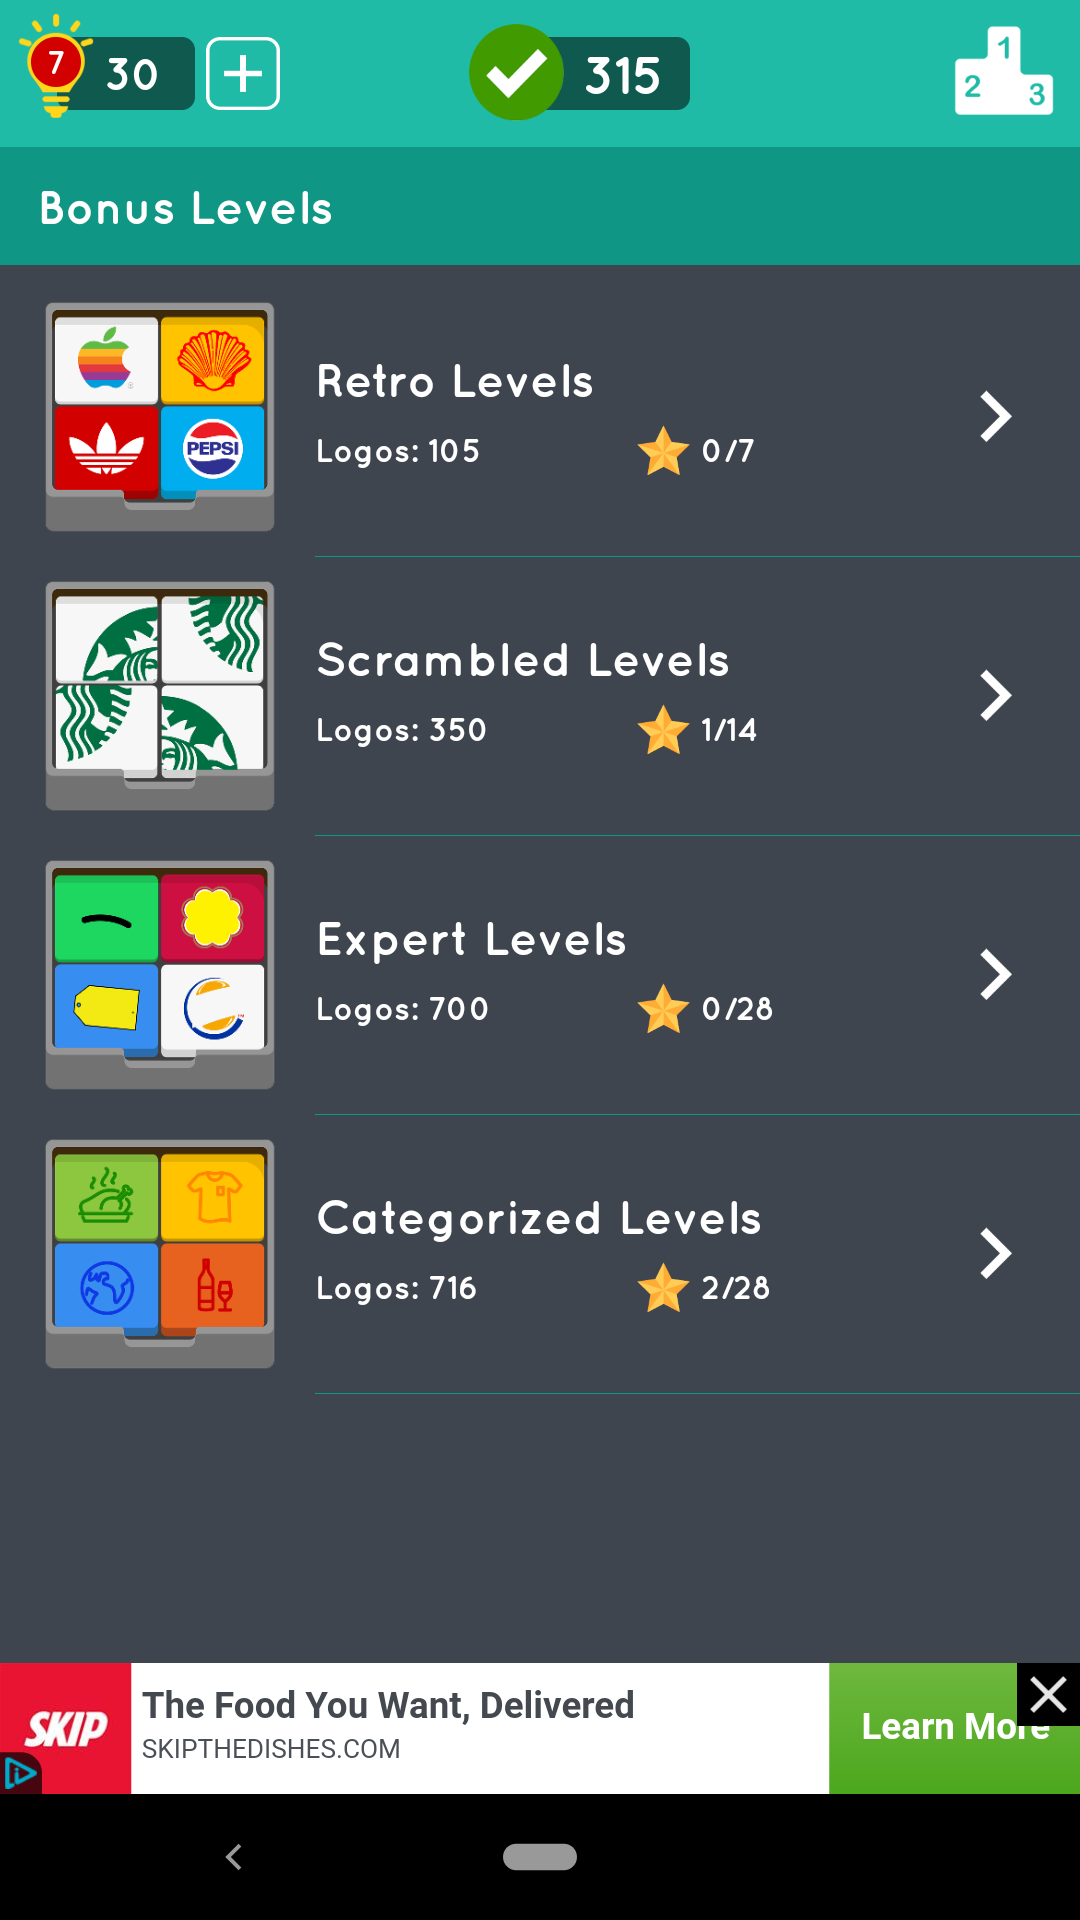 7
30
315
1
2
3
Bonus Levels
Retro Levels
Logos: 105
0/7
PEPSI
Scrambled Levels
Logos: 350
1/14
Expert Levels
Logos: 700
0/28
Categorized Levels
Logos: 716
2/28
SKIP
The Food You Want, Delivered
SKIPTHEDISHES.COM
Learn More